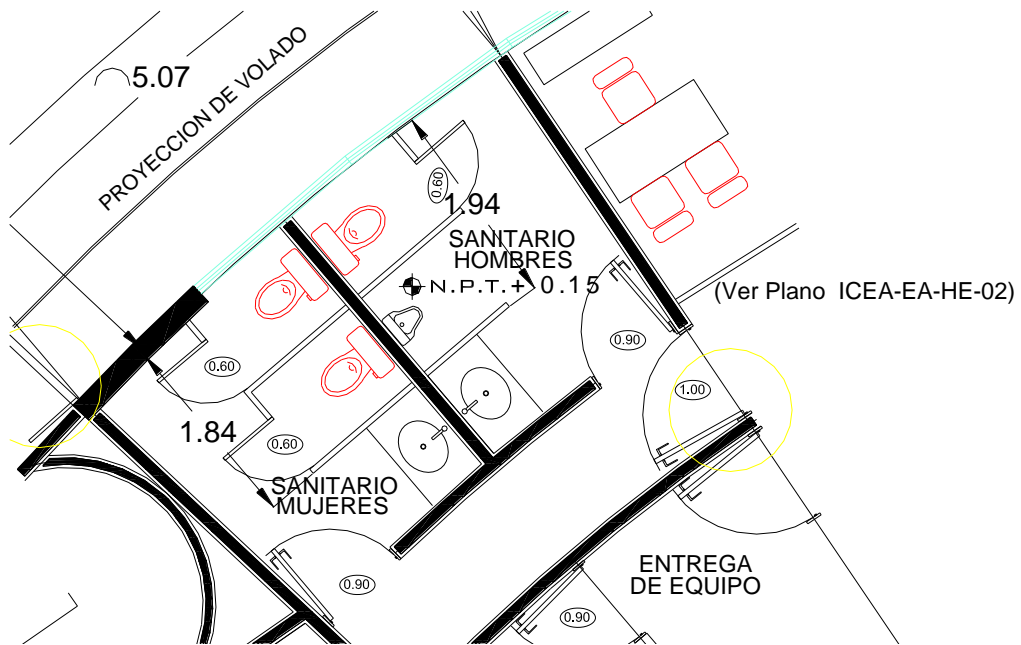 5.07
PROYECCION DE VOLADO
0.60
1.94
SANITARIO
HOMBRES
N.P.T.+ 0.15
(Ver Plano ICEA-EA-HE-02)
0.90
0.60
1.00
1.84
0.60
SANITARIO
MUJERES
0.90
ENTREGA
DE EQUIPO
0.90